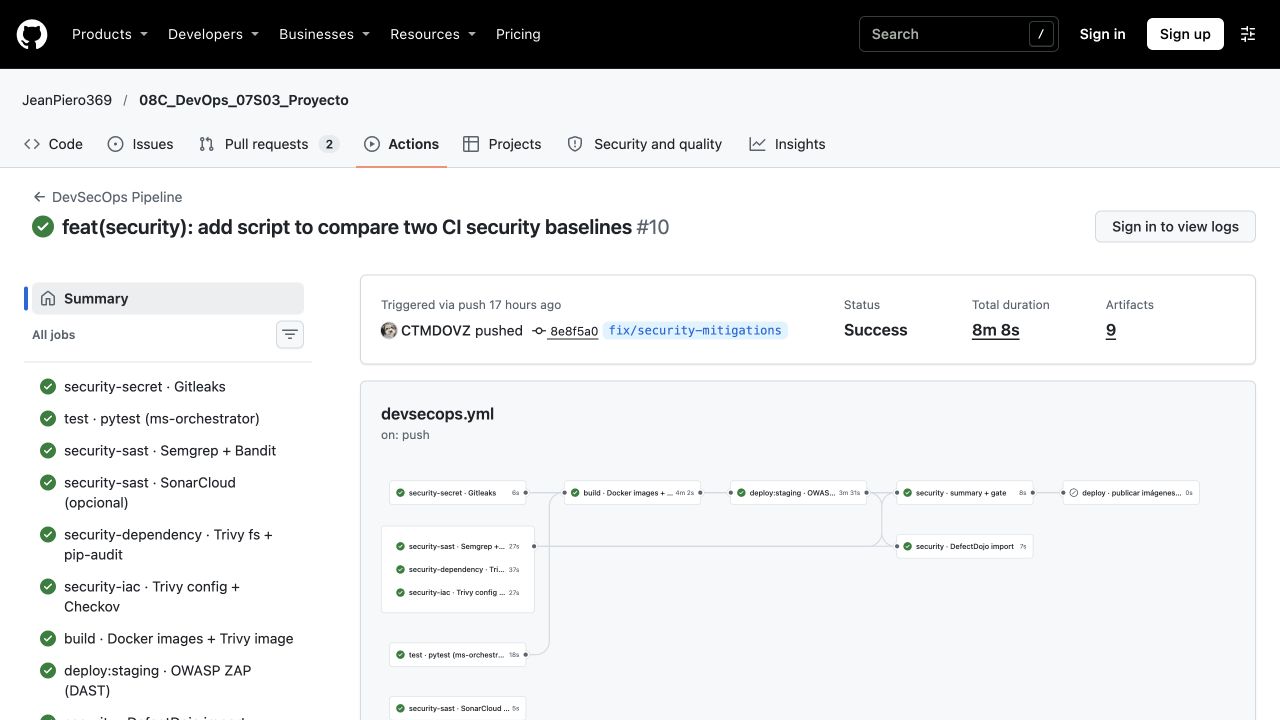 Products
Developers
Businesses
Resources
Pricing
Search
/
Sign in
Sign up
JeanPiero369 / 08C_DevOps_07S03_Proyecto
Code
Issues
Pull requests 2
Actions
Projects
Security and quality
Insights
← DevSecOps Pipeline
feat(security): add script to compare two CI security baselines #10
Sign in to view logs
Summary
All jobs
security-secret · Gitleaks
test · pytest (ms-orchestrator)
security-sast · Semgrep + Bandit
security-sast · SonarCloud
(optional)
security-dependency · Trivy fs +
pip-audit
security-iac · Trivy config +
Checkov
build · Docker images + Trivy image
deploy:staging · OWASP ZAP
(DAST)
Triggered via push 17 hours ago
CTMDOVZ pushed 8e8f5a0 fix/security-mitigations
Status
Success
Total duration
8m 8s
Artifacts
9
devsecops.yml
on: push
security-secret · Gitleaks 6s
build · Docker images + ... 4m 2s
deploy:staging · OWAS... 3m 31s
security · summary + gate 8s
deploy · publicar imágenes... 0s
security-sast · Semgrep +... 27s
security-dependency · Tri... 37s
security-iac · Trivy config ... 27s
security · DefectDojo import 7s
test · pytest (ms-orchestr... 18s
security-sast · SonarCloud ... 5s